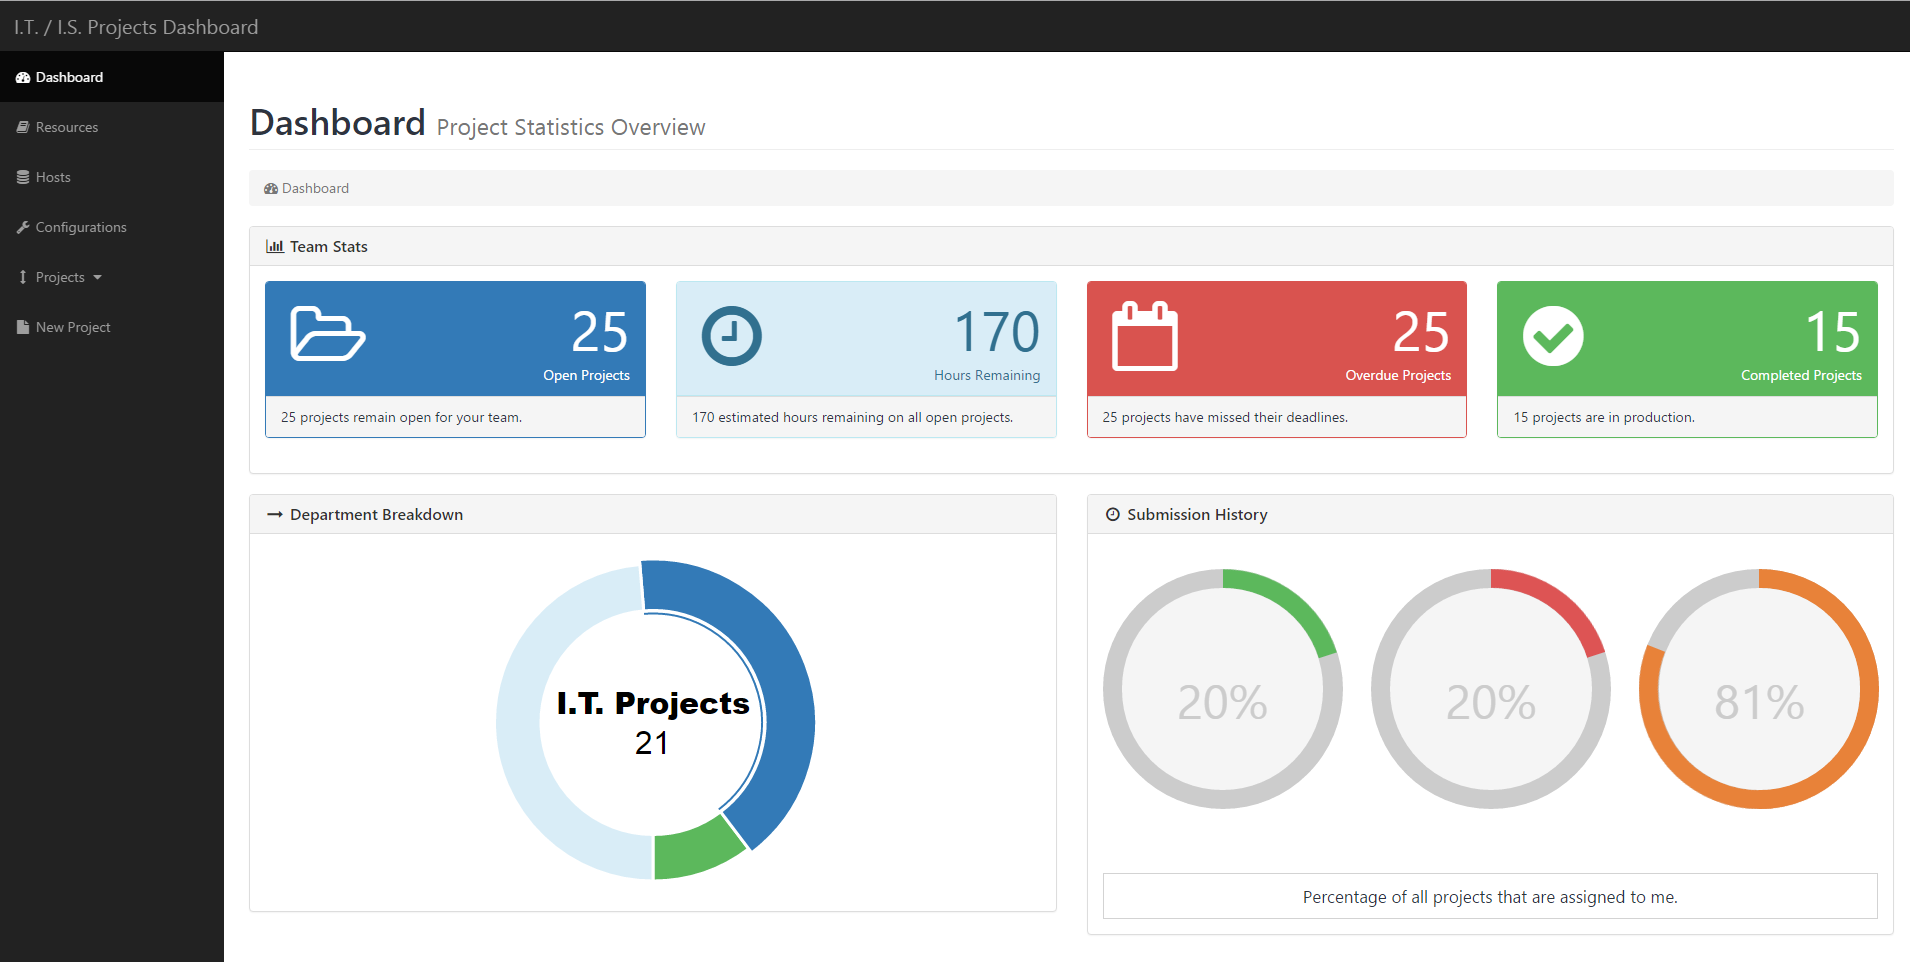 I.T. / I.S. Projects Dashboard
Dashboard
Resources
Hosts
Configurations
Projects
New Project
Dashboard Project Statistics Overview
Dashboard
Team Stats
25
Open Projects
25 projects remain open for your team.
170
Hours Remaining
170 estimated hours remaining on all open projects.
25
Overdue Projects
25 projects have missed their deadlines.
15
Completed Projects
15 projects are in production.
Department Breakdown
I.T. Projects
21
Submission History
20%
20%
81%
Percentage of all projects that are assigned to me.